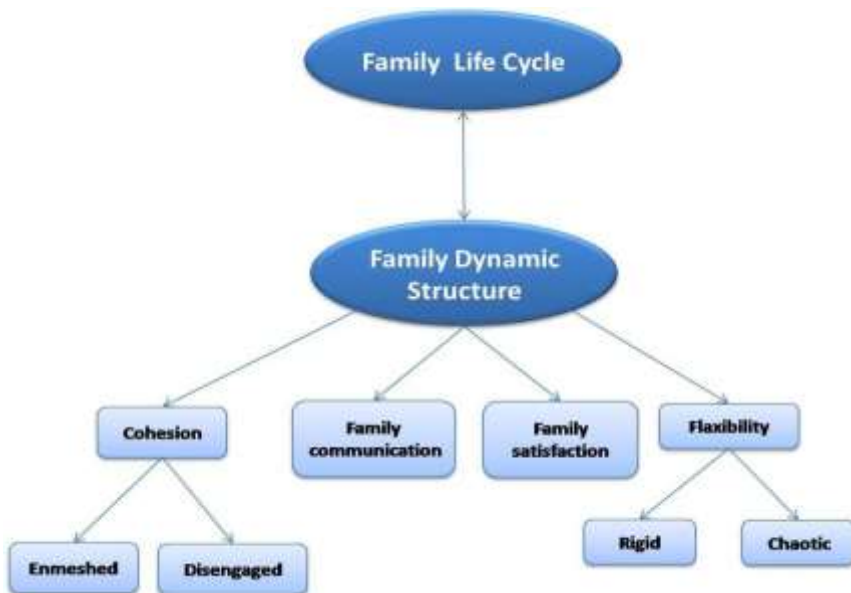 Family Life Cycle
Family Dynamic
Structure
Cohesion
Family
communication
Family
satisfaction
Flaxibility
Enmeshed
Disengaged
Rigid
Chaotic